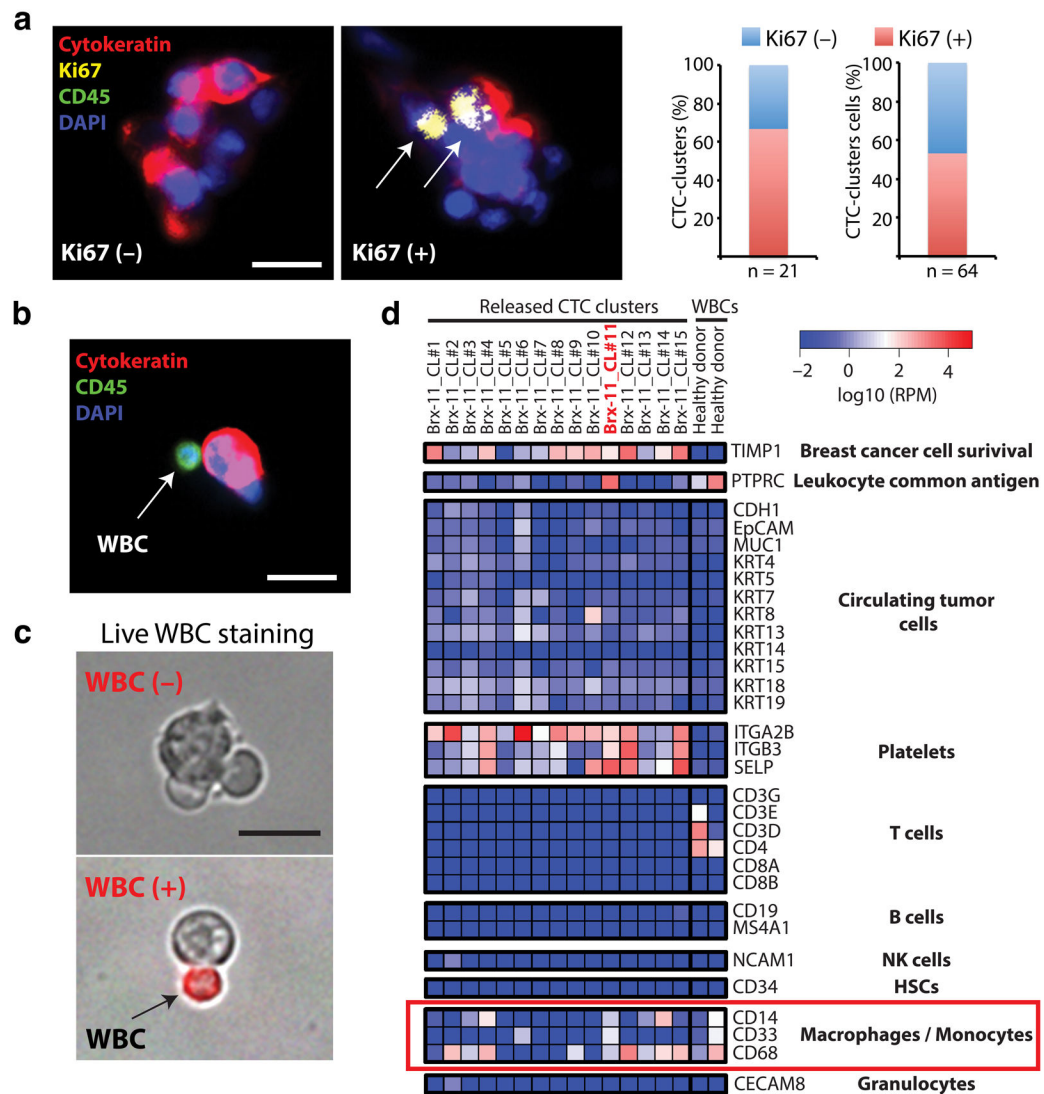 a
Cytokeratin
Ki67
CD45
DAPI
Ki67 (–)
Ki67 (+)
Ki67 (–)
Ki67 (+)
CTC-clusters (%)
100
80
60
40
20
n = 21
CTC-clusters cells (%)
100
80
60
40
20
n = 64
b
Cytokeratin
CD45
DAPI
WBC
c
Live WBC staining
WBC (–)
WBC (+)
WBC
d
Released CTC clusters
WBCs
Brx-11_CL#1
Brx-11_CL#2
Brx-11_CL#3
Brx-11_CL#4
Brx-11_CL#5
Brx-11_CL#6
Brx-11_CL#7
Brx-11_CL#8
Brx-11_CL#9
Brx-11_CL#10
Brx-11_CL#11
Brx-11_CL#12
Brx-11_CL#13
Brx-11_CL#14
Brx-11_CL#15
Healthy donor
Healthy donor
−2 0 2 4
log10 (RPM)
TIMP1 Breast cancer cell surivival
PTPRC Leukocyte common antigen
CDH1
EpCAM
MUC1
KRT4
KRT5
KRT7
KRT8
KRT13
KRT14
KRT15
KRT18
KRT19
Circulating tumor
cells
ITGA2B
ITGB3
SELP
Platelets
CD3G
CD3E
CD3D
CD4
CD8A
CD8B
T cells
CD19
MS4A1
B cells
NCAM1 NK cells
CD34 HSCs
CD14
CD33
CD68
Macrophages / Monocytes
CECAM8 Granulocytes